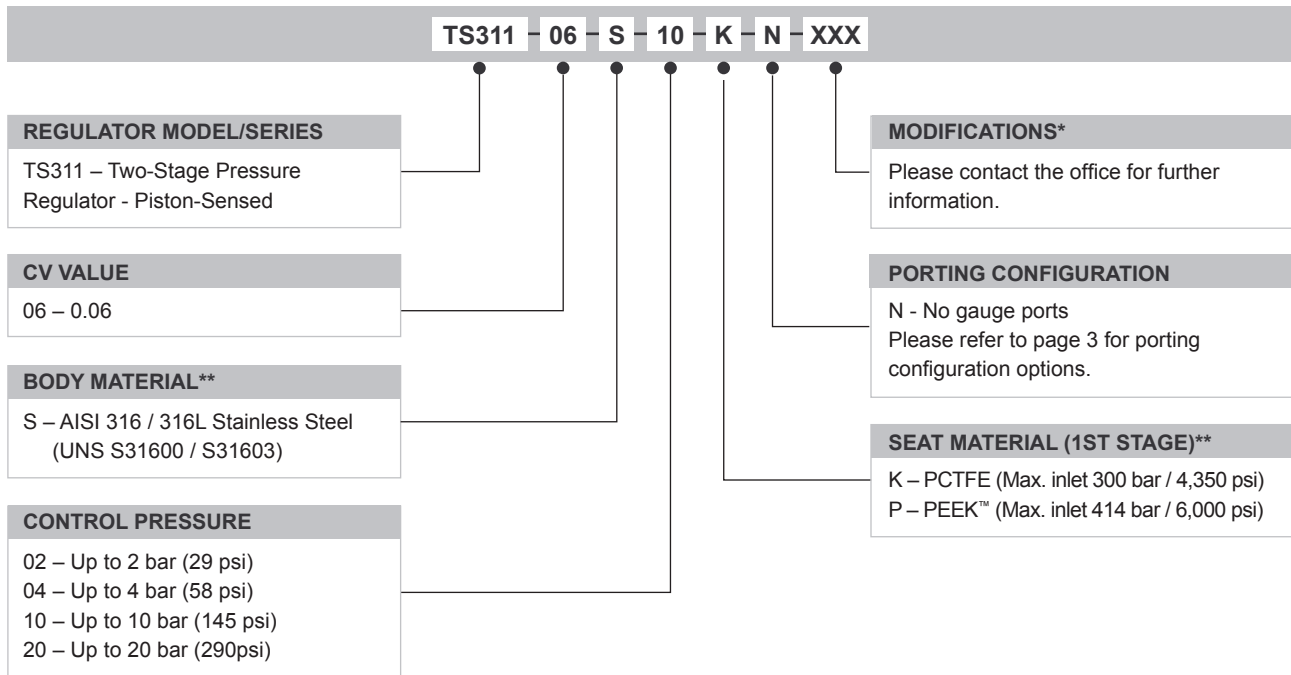 TS311 - 06 - S - 10 - K - N - XXX
REGULATOR MODEL/SERIES
TS311 – Two-Stage Pressure
Regulator - Piston-Sensed
CV VALUE
06 – 0.06
BODY MATERIAL**
S – AISI 316 / 316L Stainless Steel
(UNS S31600 / S31603)
CONTROL PRESSURE
02 – Up to 2 bar (29 psi)
04 – Up to 4 bar (58 psi)
10 – Up to 10 bar (145 psi)
20 – Up to 20 bar (290psi)
MODIFICATIONS*
Please contact the office for further
information.
PORTING CONFIGURATION
N - No gauge ports
Please refer to page 3 for porting
configuration options.
SEAT MATERIAL (1ST STAGE)**
K – PCTFE (Max. inlet 300 bar / 4,350 psi)
P – PEEK™ (Max. inlet 414 bar / 6,000 psi)